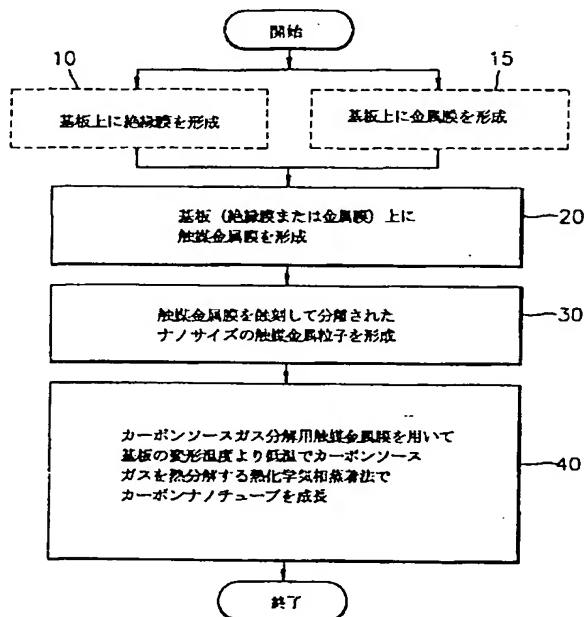 開始
10
15
基板上に絶縁膜を形成
基板上に金属膜を形成
基板（絶縁膜または金属膜）上に
触媒金属膜を形成
20
触媒金属膜を蝕刻して分離された
ナノサイズの触媒金属粒子を形成
30
カーボンソースガス分解用触媒金属膜を用いて
基板の変形温度より低温でカーボンソース
ガスを熱分解する熱化学気相蒸着法で
カーボンナノチューブを成長
40
終了